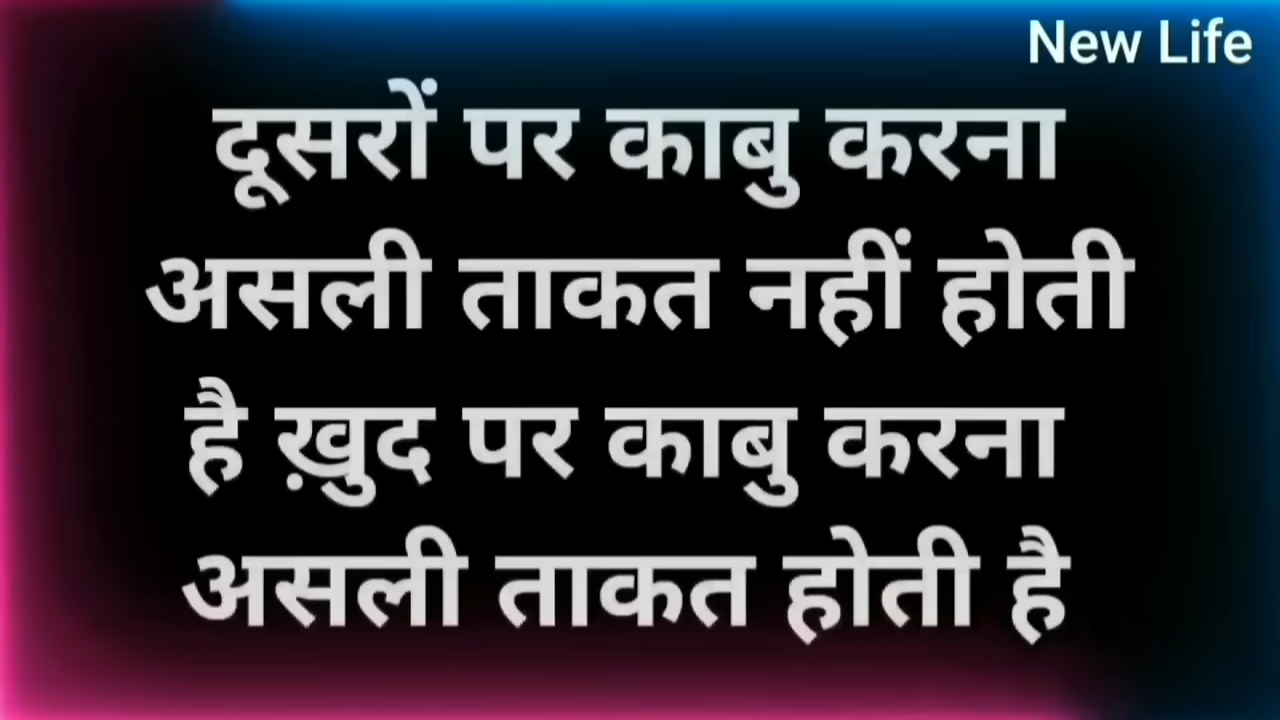 New Life
दूसरों पर काबु करना
असली ताकत नहीं होती
है ख़ुद पर काबु करना
असली ताकत होती है